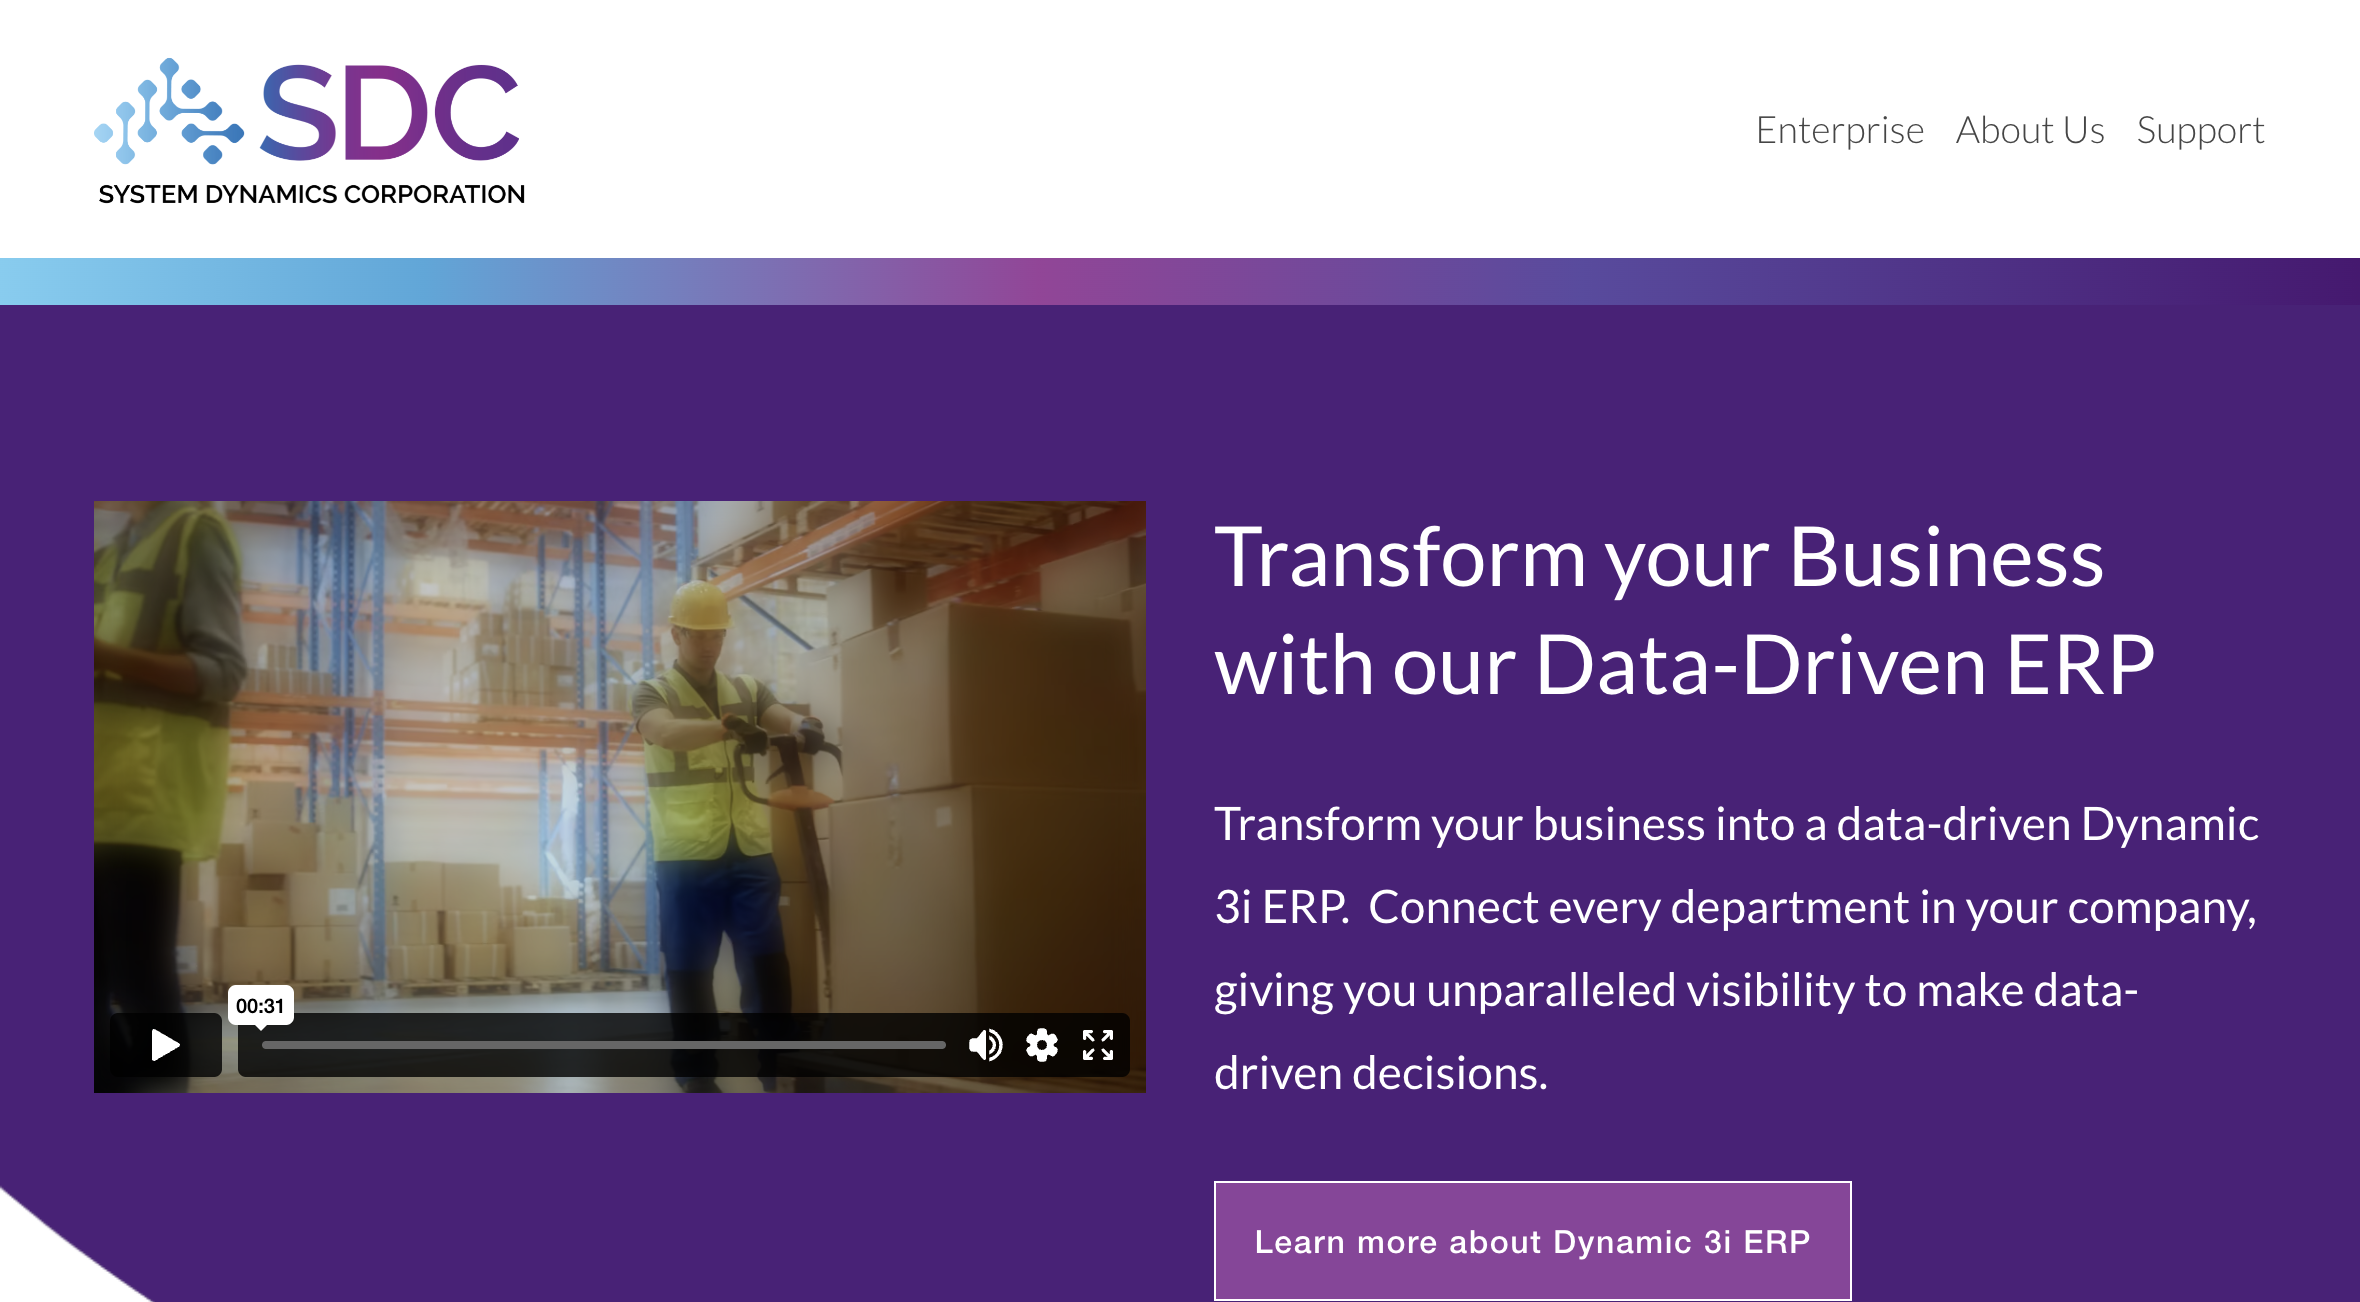 SDC
SYSTEM DYNAMICS CORPORATION
Enterprise About Us Support
Transform your Business
with our Data-Driven ERP
Transform your business into a data-driven Dynamic
3i ERP. Connect every department in your company,
giving you unparalleled visibility to make data-
driven decisions.
00:31
Learn more about Dynamic 3i ERP